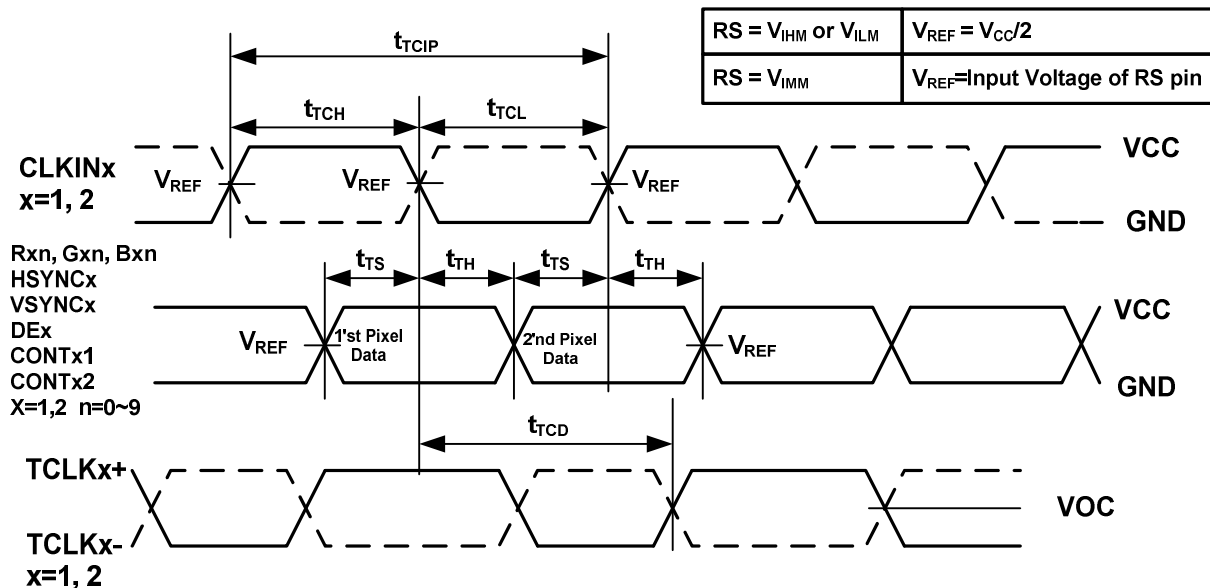 RS = VIHM or VILM VREF = VCC/2
RS = VIMM VREF=Input Voltage of RS pin
tTCIP
tTCH tTCL
CLKINx
x=1, 2
VREF VREF VREF
VCC
GND
Rxn, Gxn, Bxn
HSYNCx
VSYNCx
DEx
CONTx1
CONTx2
X=1,2 n=0~9
tTS tTH tTS tTH
VREF
1'st Pixel
Data
2'nd Pixel
Data
VREF
VCC
GND
tTCD
TCLKx+
TCLKx-
x=1, 2
VOC